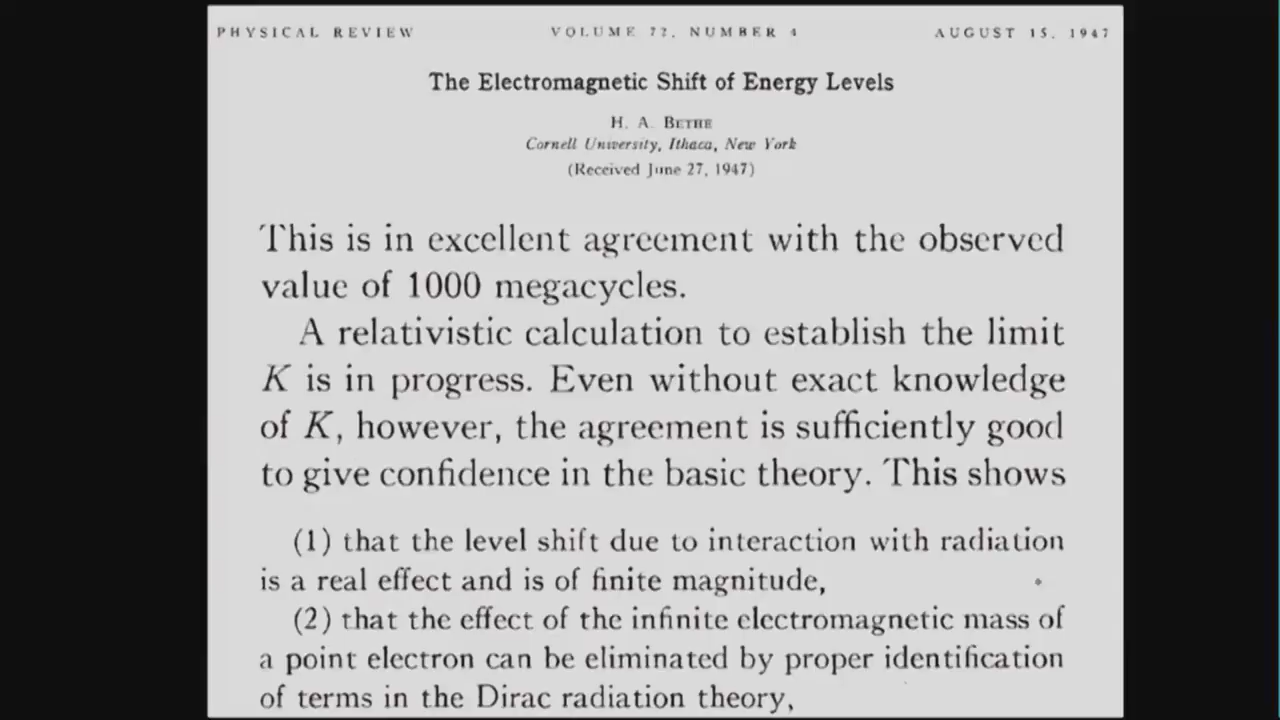 PHYSICAL REVIEW VOLUME 72, NUMBER 4 AUGUST 15, 1947
The Electromagnetic Shift of Energy Levels
H. A. BETHE
Cornell University, Ithaca, New York
(Received June 27, 1947)
This is in excellent agreement with the observed
value of 1000 megacycles.
A relativistic calculation to establish the limit
K is in progress. Even without exact knowledge
of K, however, the agreement is sufficiently good
to give confidence in the basic theory. This shows
(1) that the level shift due to interaction with radiation
is a real effect and is of finite magnitude,
(2) that the effect of the infinite electromagnetic mass of
a point electron can be eliminated by proper identification
of terms in the Dirac radiation theory,